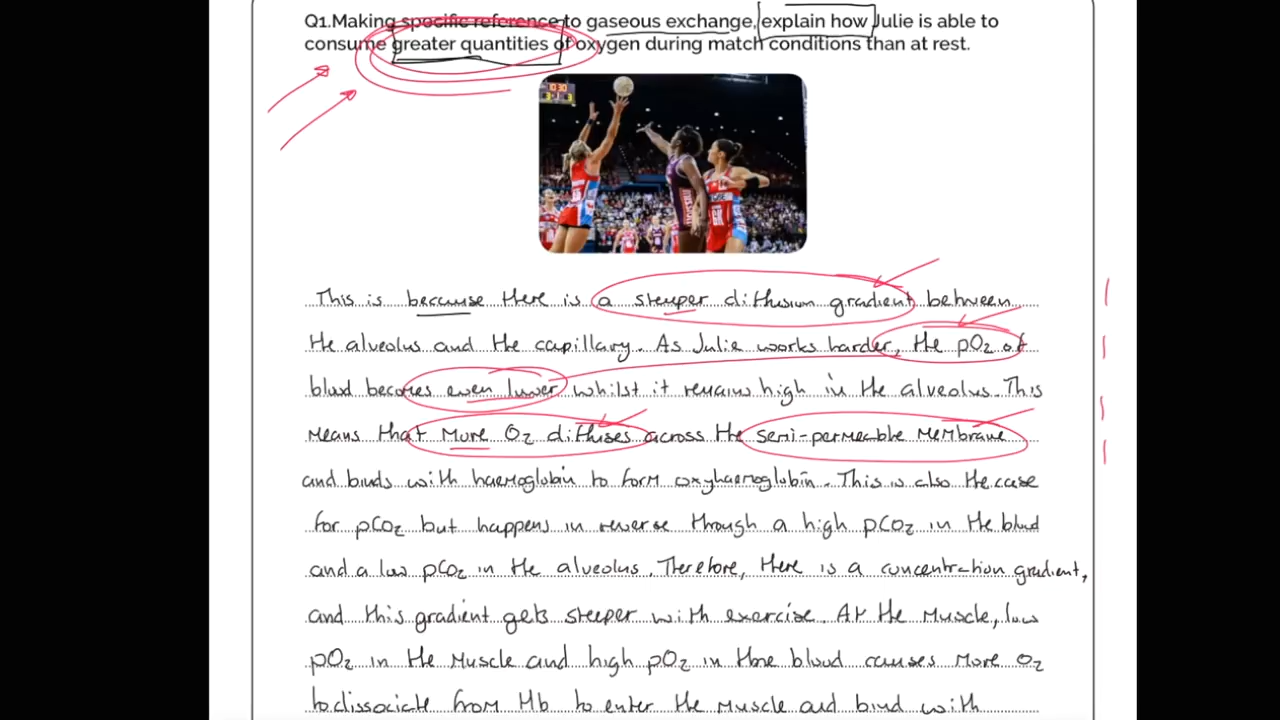 Q1.Making specific reference to gaseous exchange, explain how Julie is able to
consume greater quantities of oxygen during match conditions than at rest.
10:30
3 3
This is because there is a steeper diffusion gradient between
the alveolus and the capillary. As Julie works harder, the pO2 of
blood becomes even lower whilst it remains high in the alveolus. This
means that more O2 diffuses across the semi-permeable membrane
and binds with haemoglobin to form oxyhaemoglobin. This is also the case
for pCO2 but happens in reverse through a high pCO2 in the blood
and a low pCO2 in the alveolus. Therefore, there is a concentration gradient,
and this gradient gets steeper with exercise. At the muscle, low
pO2 in the muscle and high pO2 in the blood causes more O2
to dissociate from Hb to enter the muscle and bind with